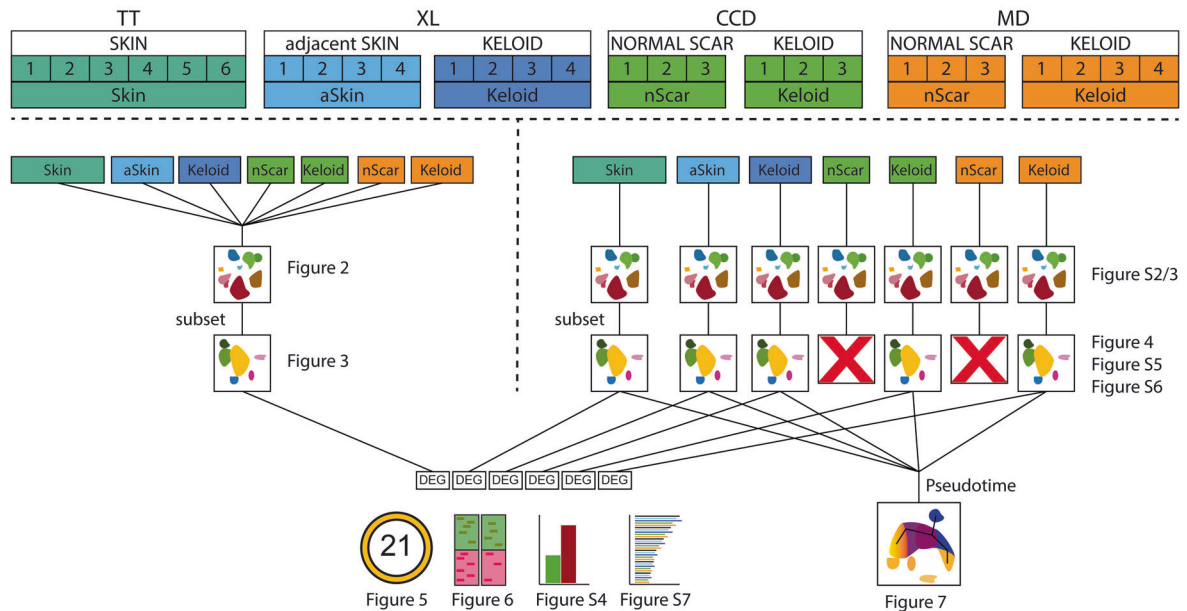 TT XL CCD MD
SKIN adjacent SKIN KELOID NORMAL SCAR KELOID NORMAL SCAR KELOID
1 2 3 4 5 6 1 2 3 4 1 2 3 4 1 2 3 1 2 3 1 2 3 1 2 3 4
Skin aSkin Keloid nScar Keloid nScar Keloid
Skin aSkin Keloid nScar Keloid nScar Keloid Skin aSkin Keloid nScar Keloid nScar Keloid
Figure 2 Figure S2/3
subset subset
Figure 3 Figure 4
Figure S5
Figure S6
DEG DEG DEG DEG DEG DEG
Pseudotime
21
Figure 5 Figure 6 Figure S4 Figure S7 Figure 7